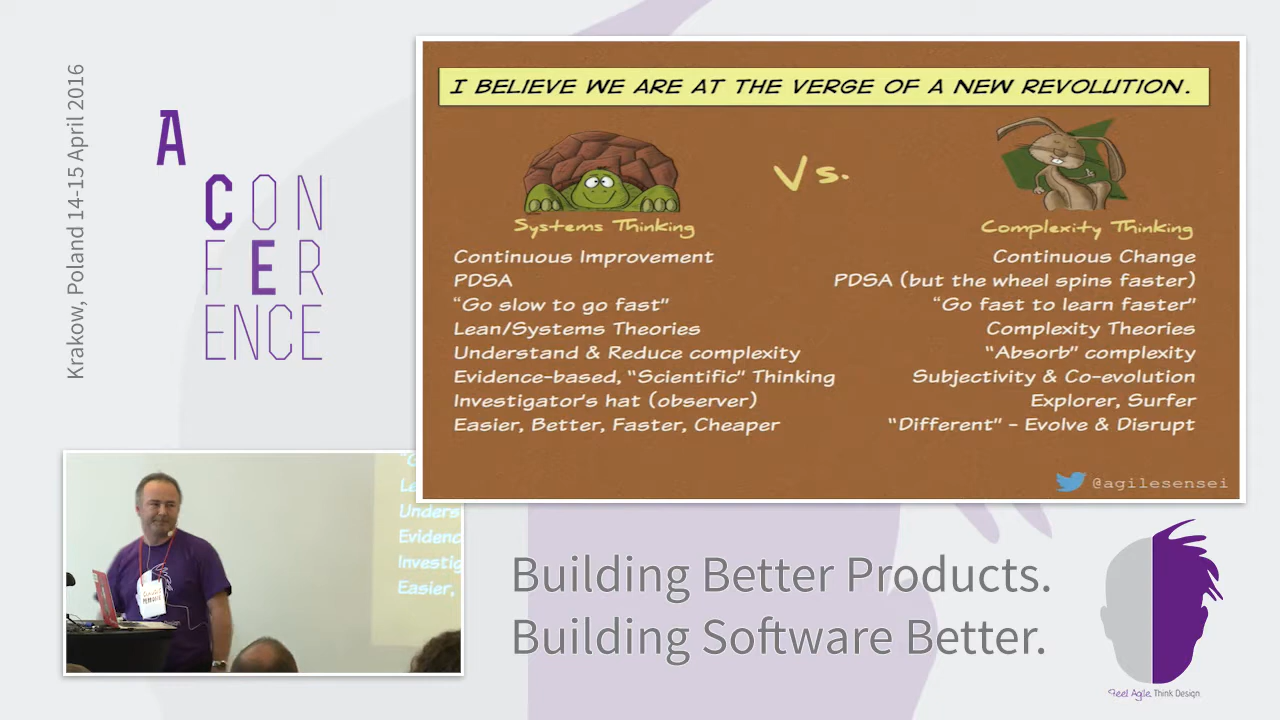 Krakow, Poland 14-15 April 2016
A
CON
FER
ENCE
I BELIEVE WE ARE AT THE VERGE OF A NEW REVOLUTION.
Vs.
Systems Thinking
Continuous Improvement
PDSA
“Go slow to go fast”
Lean/Systems Theories
Understand & Reduce complexity
Evidence-based, “Scientific” Thinking
Investigator's hat (observer)
Easier, Better, Faster, Cheaper
Complexity Thinking
Continuous Change
PDSA (but the wheel spins faster)
“Go fast to learn faster”
Complexity Theories
“Absorb” complexity
Subjectivity & Co-evolution
Explorer, Surfer
“Different” - Evolve & Disrupt
@agilesensei
Unders
Evidenc
Investig
Easier,
Building Better Products.
Building Software Better.
Feel Agile. Think Design